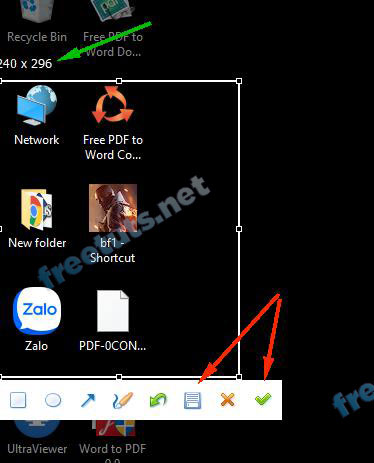 Recycle Bin
Free PDF to
Word Do...
240 x 296
Network
Free PDF to
Word Co...
New folder
bf1 -
Shortcut
freetuts.net
Zalo
Zalo
PDF-0CON...
freetuts
UltraViewer
Word to PDF